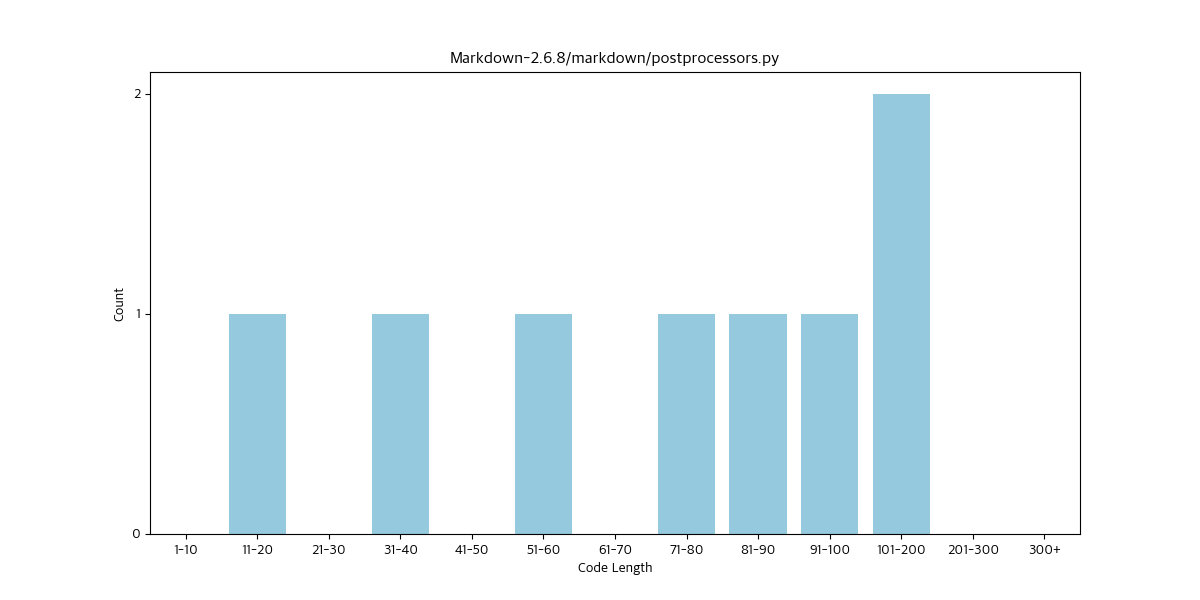 Markdown-2.6.8/markdown/postprocessors.py
2
1
0
Count
1-10 11-20 21-30 31-40 41-50 51-60 61-70 71-80 81-90 91-100 101-200 201-300 300+
Code Length